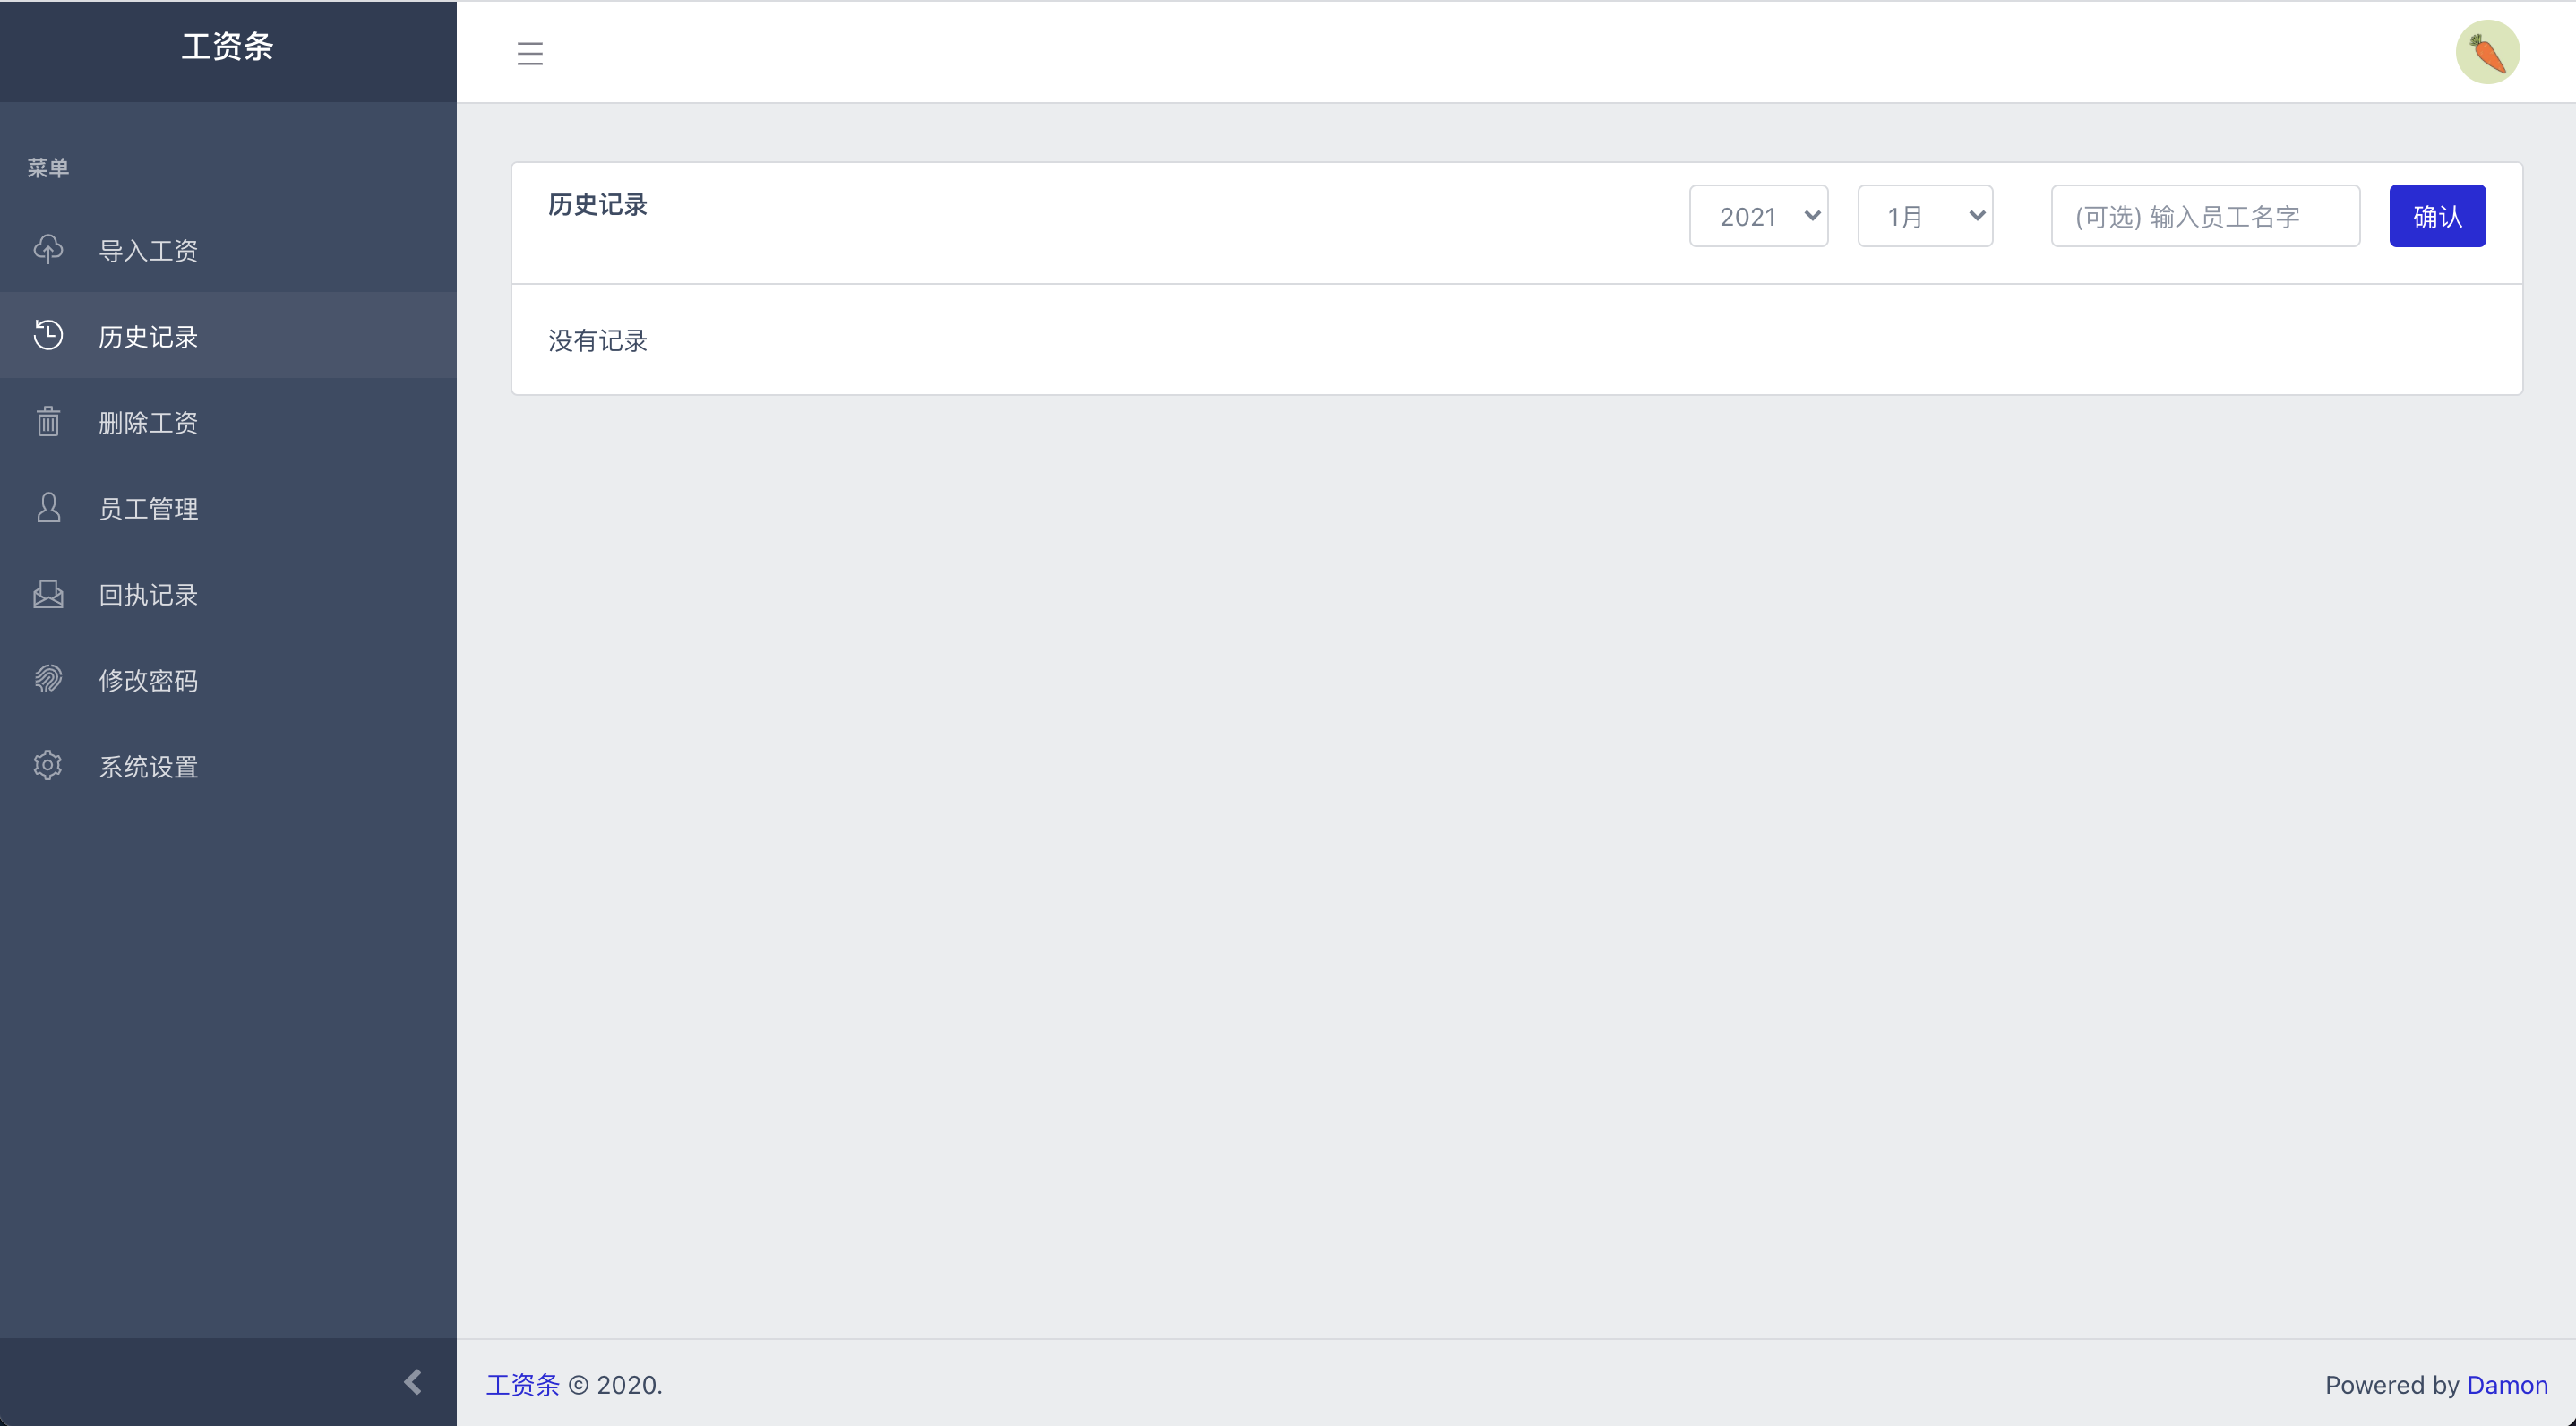 工资条
菜单
导入工资
历史记录
删除工资
员工管理
回执记录
修改密码
系统设置
历史记录
2021
1月
(可选) 输入员工名字
确认
没有记录
工资条 © 2020.
Powered by Damon